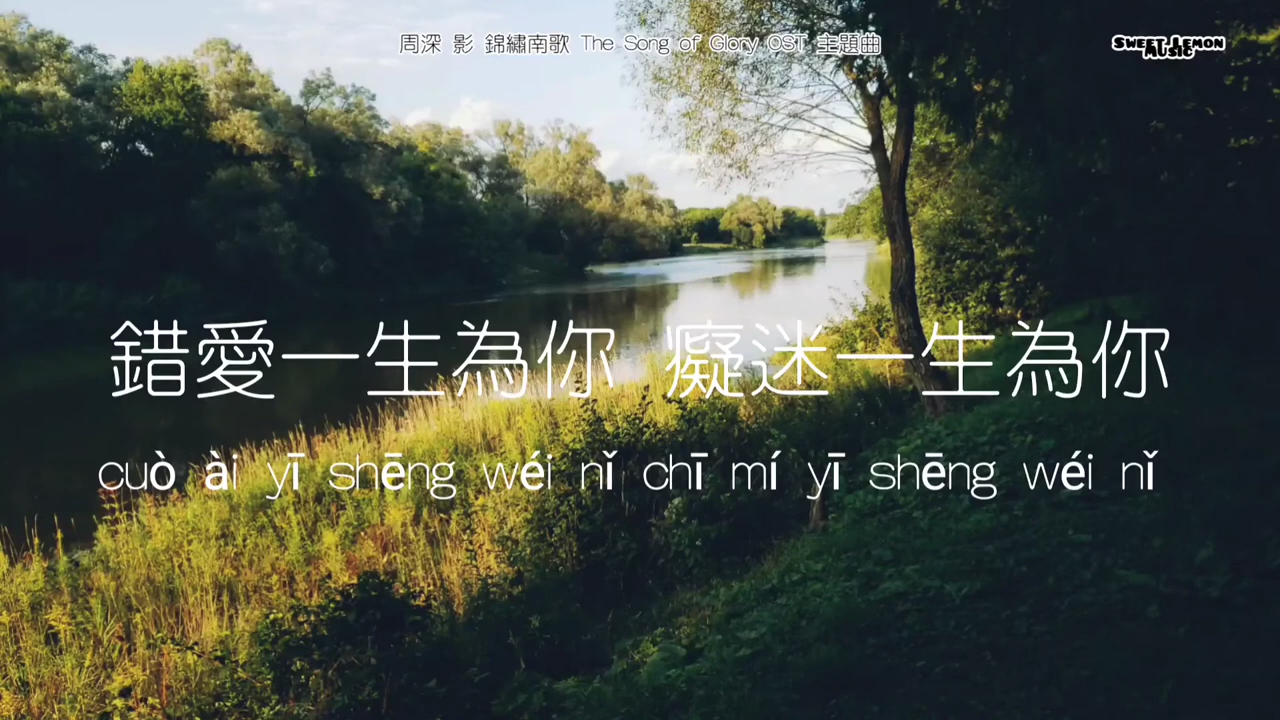 周深 影 錦繡南歌 The Song of Glory OST 主題曲
Sweet Lemon
Music
錯愛一生為你 癡迷一生為你
cuò ài yī shēng wéi nǐ chī mí yī shēng wéi nǐ